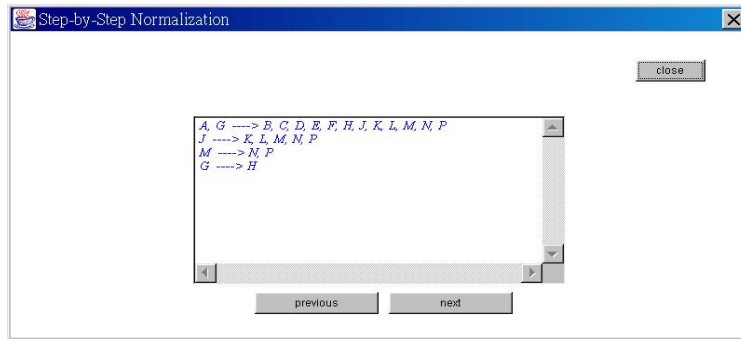 Step-by-Step Normalization
close
A, G ----> B, C, D, E, F, H, J, K, L, M, N, P
J ----> K, L, M, N, P
M ----> N, P
G ----> H
previous
next